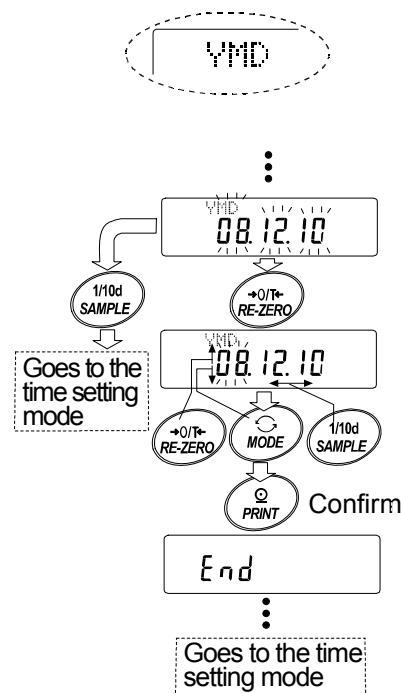 YMD
YMD
08.12.10
1/10d
SAMPLE
→0/T←
RE-ZERO
Goes to the
time setting
mode
YMD
08.12.10
→0/T←
RE-ZERO
MODE
1/10d
SAMPLE
PRINT
Confirm
End
Goes to the time
setting mode